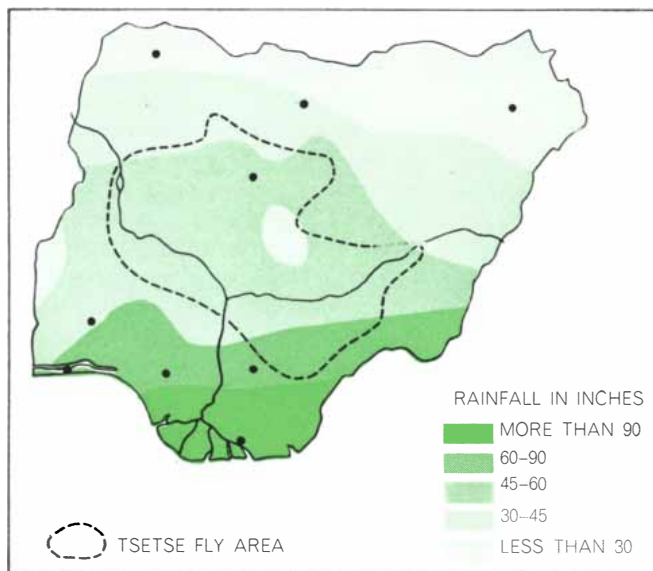 RAINFALL IN INCHES
MORE THAN 90
60–90
45–60
30–45
LESS THAN 30
TSETSE FLY AREA